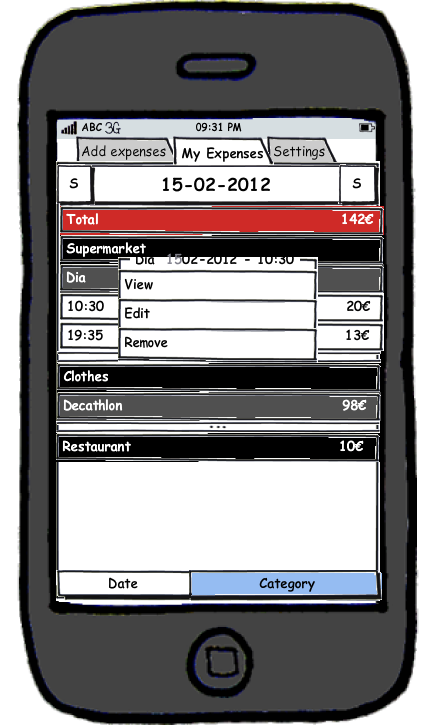 ABC 3G 09:31 PM
Add expenses My Expenses Settings
S 15-02-2012 S
Total 142€
Supermarket
Dia 15 02-2012 - 10:30
Dia
View
10:30 20€
Edit
19:35 13€
Remove
Clothes
Decathlon 98€
...
Restaurant 10€
Date Category